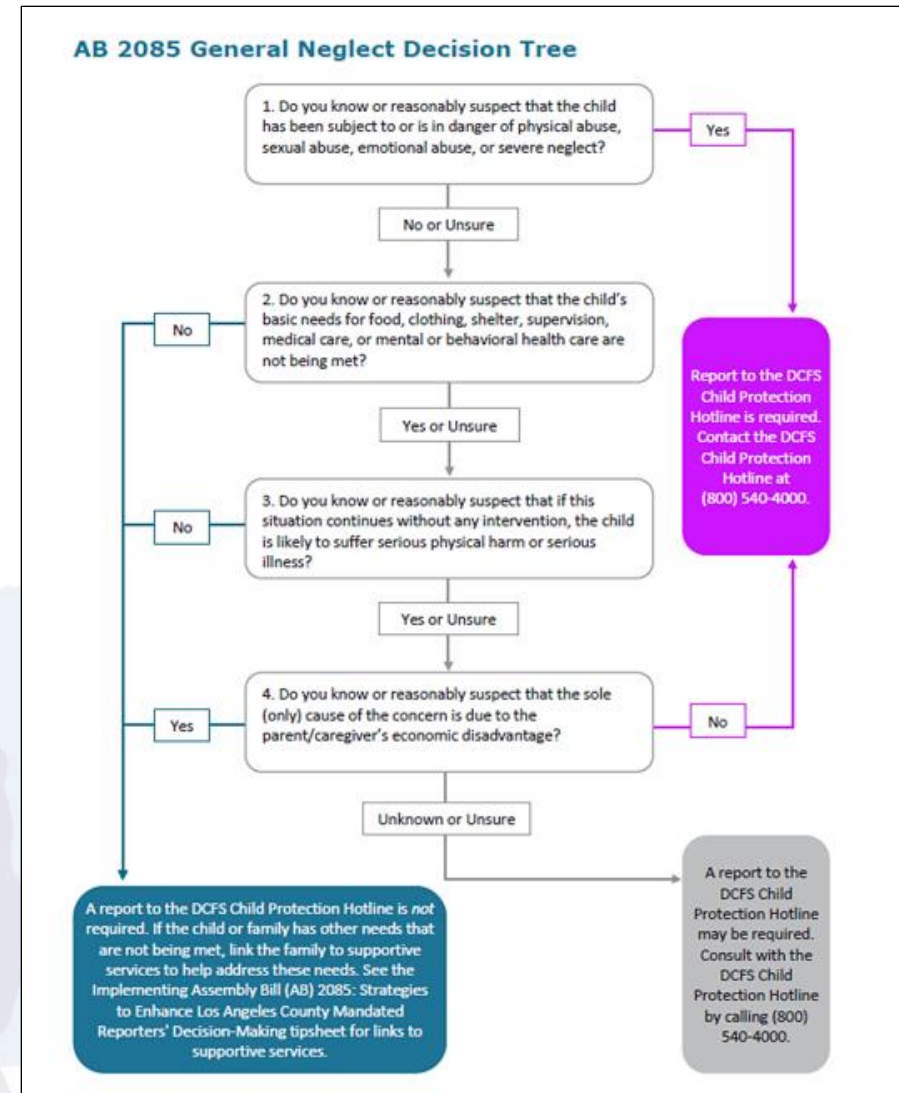 AB 2085 General Neglect Decision Tree
1. Do you know or reasonably suspect that the child
has been subject to or is in danger of physical abuse,
sexual abuse, emotional abuse, or severe neglect?
Yes
No or Unsure
2. Do you know or reasonably suspect that the child's
basic needs for food, clothing, shelter, supervision,
medical care, or mental or behavioral health care are
not being met?
No
Yes or Unsure
Report to the DCFS
Child Protection
Hotline is required.
Contact the DCFS
Child Protection
Hotline at
(800) 540-4000.
3. Do you know or reasonably suspect that if this
situation continues without any intervention, the child
is likely to suffer serious physical harm or serious
illness?
No
Yes or Unsure
4. Do you know or reasonably suspect that the sole
(only) cause of the concern is due to the
parent/caregiver's economic disadvantage?
Yes
No
Unknown or Unsure
A report to the DCFS Child Protection Hotline is not
required. If the child or family has other needs that
are not being met, link the family to supportive
services to help address these needs. See the
Implementing Assembly Bill (AB) 2085: Strategies
to Enhance Los Angeles County Mandated
Reporters' Decision-Making tipsheet for links to
supportive services.
A report to the
DCFS Child
Protection Hotline
may be required.
Consult with the
DCFS Child
Protection Hotline
by calling (800)
540-4000.